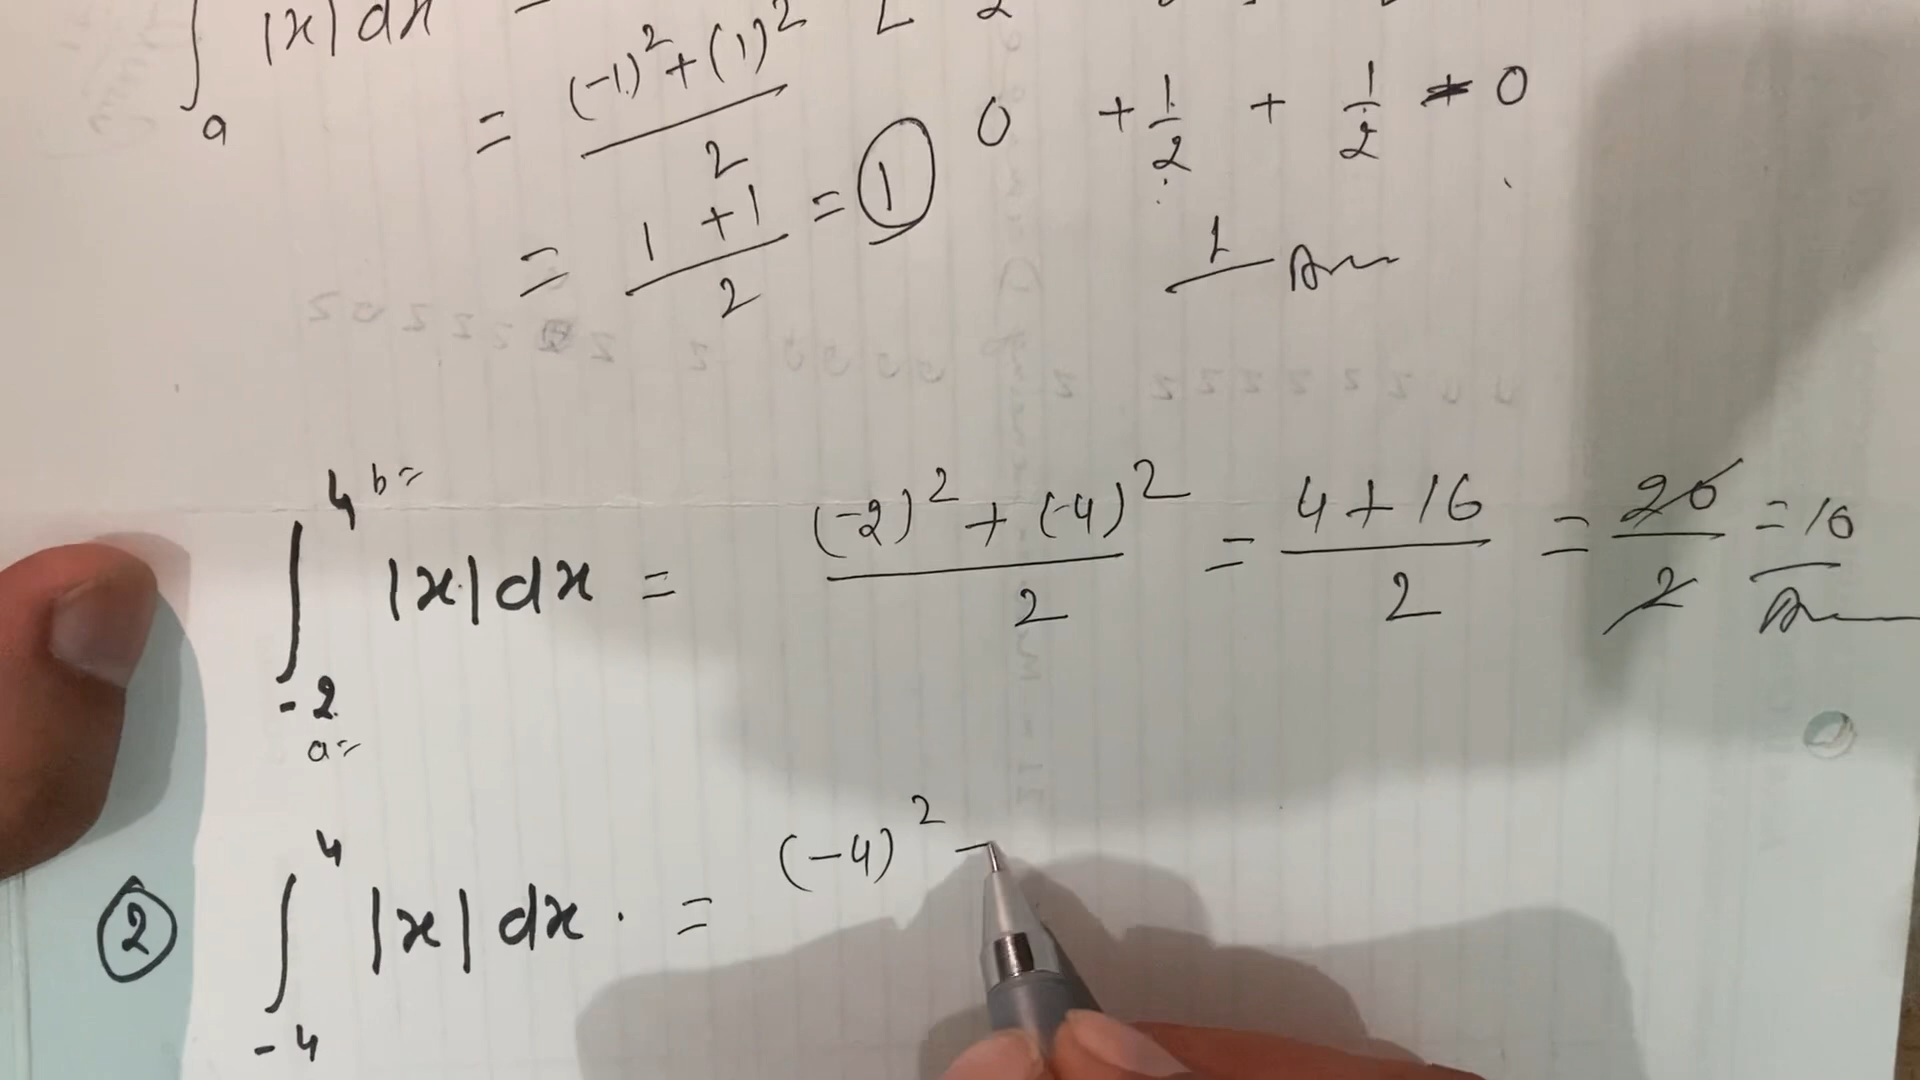 ∫ₐ |x| dx
= ((-1)² + (1)²)/2
0 + 1/2 + 1/2 + 0
= (1 + 1)/2 = 1
1 Ans
∫₋₂⁴ |x| dx = ((-2)² + (-4)²)/2 = (4 + 16)/2 = 20/2 = 10 Ans
b=
a=
② ∫₋₄⁴ |x| dx. = (-4)² −